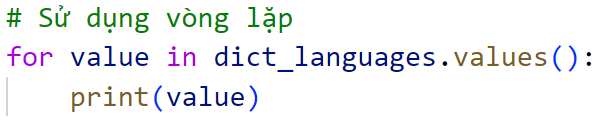 # Sử dụng vòng lặp
for value in dict_languages.values():
    print(value)